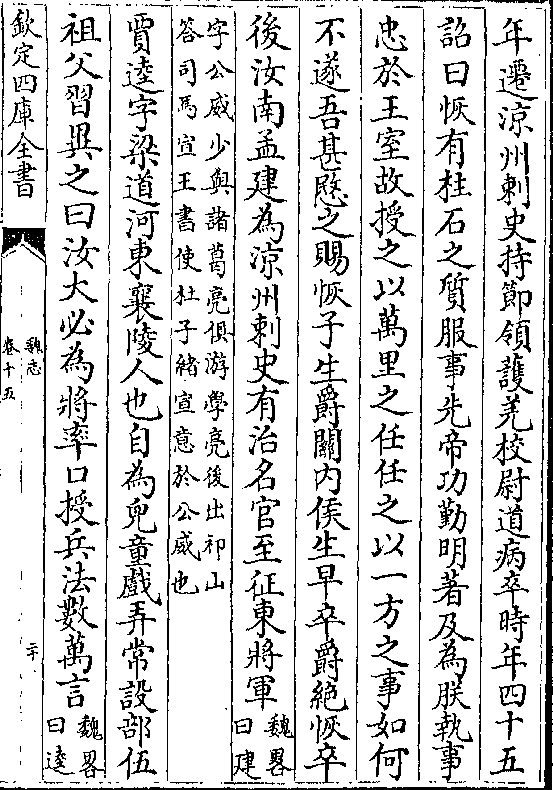 年遷涼州刺史持節領護羌校尉道病卒時年四十五
詔曰恢有柱石之質服事先帝功勤明著及為朕執事
忠於王室故授之以萬里之任任之以一方之事如何
不遂吾甚愍之賜恢子生爵關內侯生早卒爵絶恢卒
後汝南孟建為涼州刺史有治名官至征東將軍魏畧曰建
字公威少與諸葛亮俱游學亮後出祁山
答司馬宣王書使杜子緒宣意於公威也
賈逵字梁道河東襄陵人也自為兒童戲弄常設部伍
祖父習異之曰汝大必為將率口授兵法數萬言魏畧曰逵
欽定四庫全書
魏志
卷十五
二十